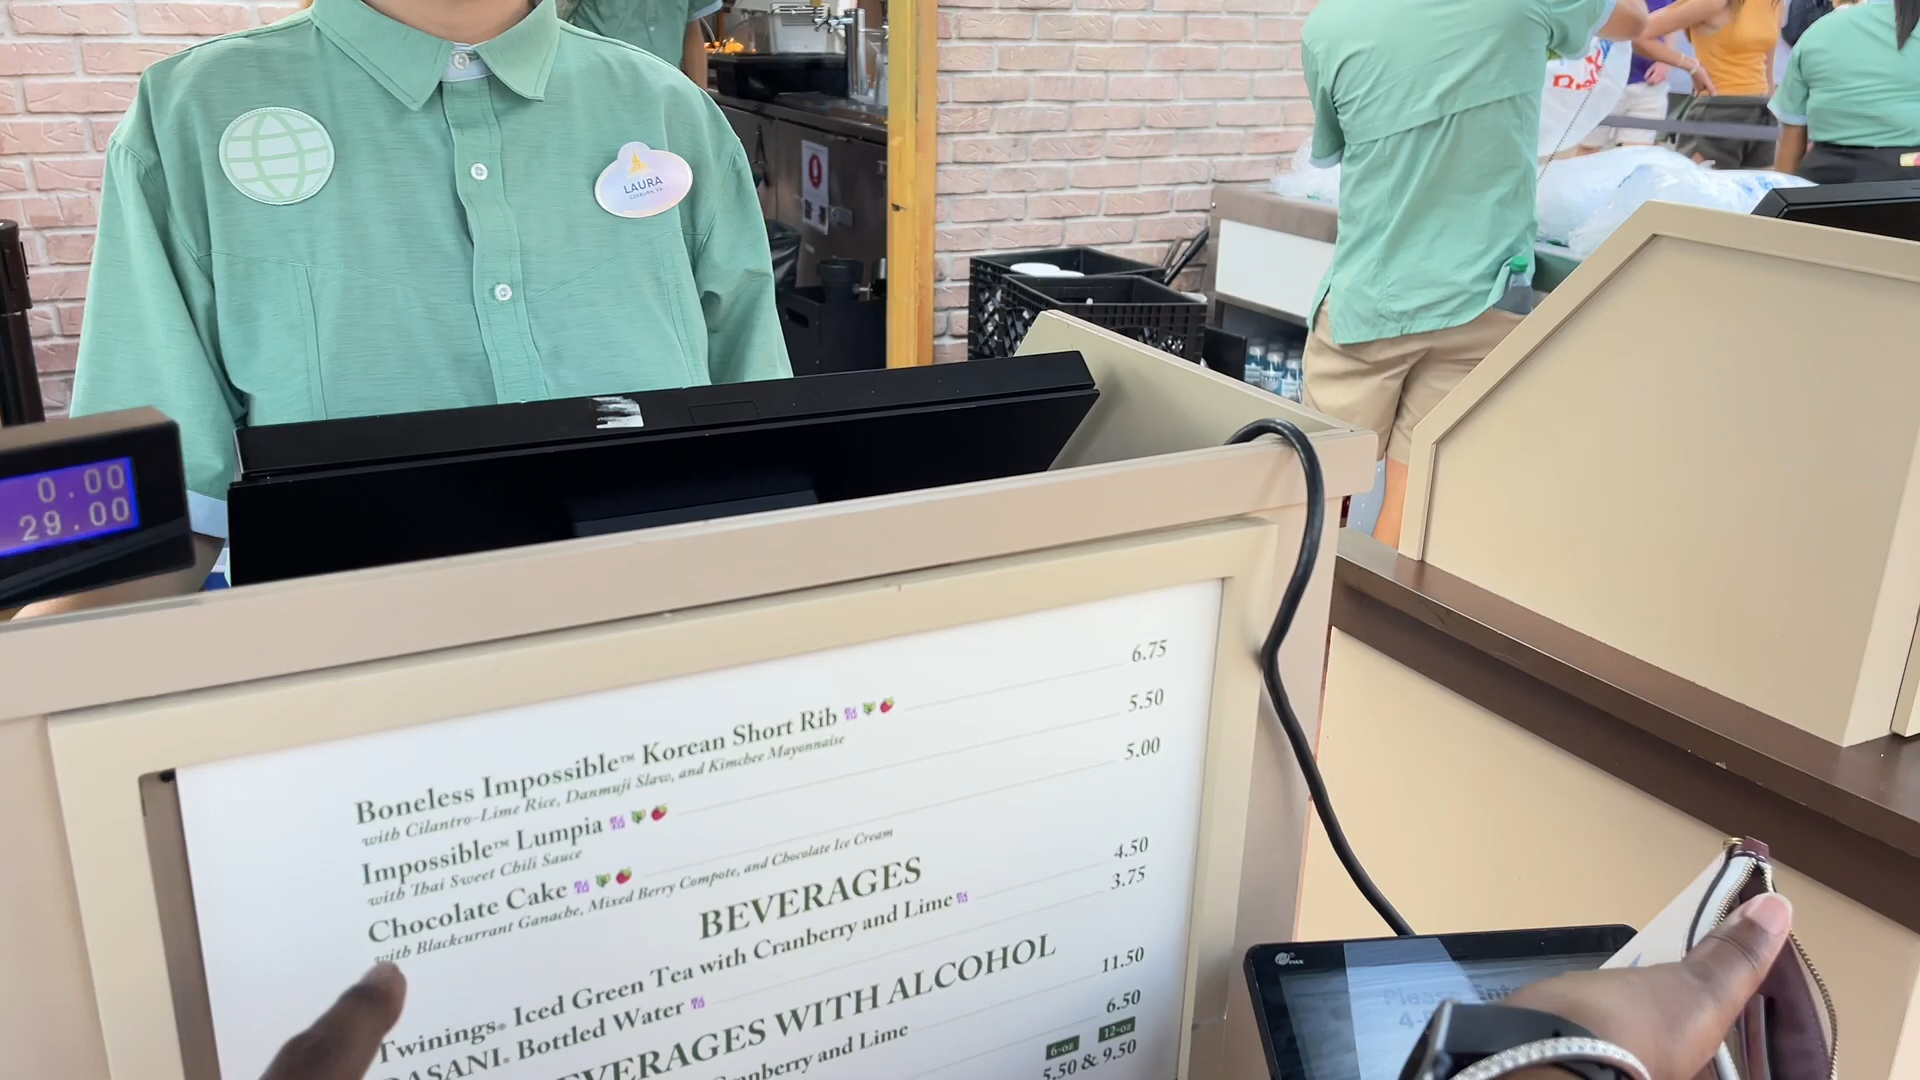 LAURA
0.00
29.00
Boneless Impossible™ Korean Short Rib 6.75
with Cilantro-Lime Rice, Danmuji Slaw, and Kimchee Mayonnaise
Impossible™ Lumpia 5.50
with Thai Sweet Chili Sauce
Chocolate Cake 5.00
with Blackcurrant Ganache, Mixed Berry Compote, and Chocolate Ice Cream
BEVERAGES
Twinings® Iced Green Tea with Cranberry and Lime 4.50
DASANI® Bottled Water 3.75
BEVERAGES WITH ALCOHOL
Cranberry and Lime 11.50
6.50
6-oz 12-oz
5.50 & 9.50
PAX
Please Ente
4-